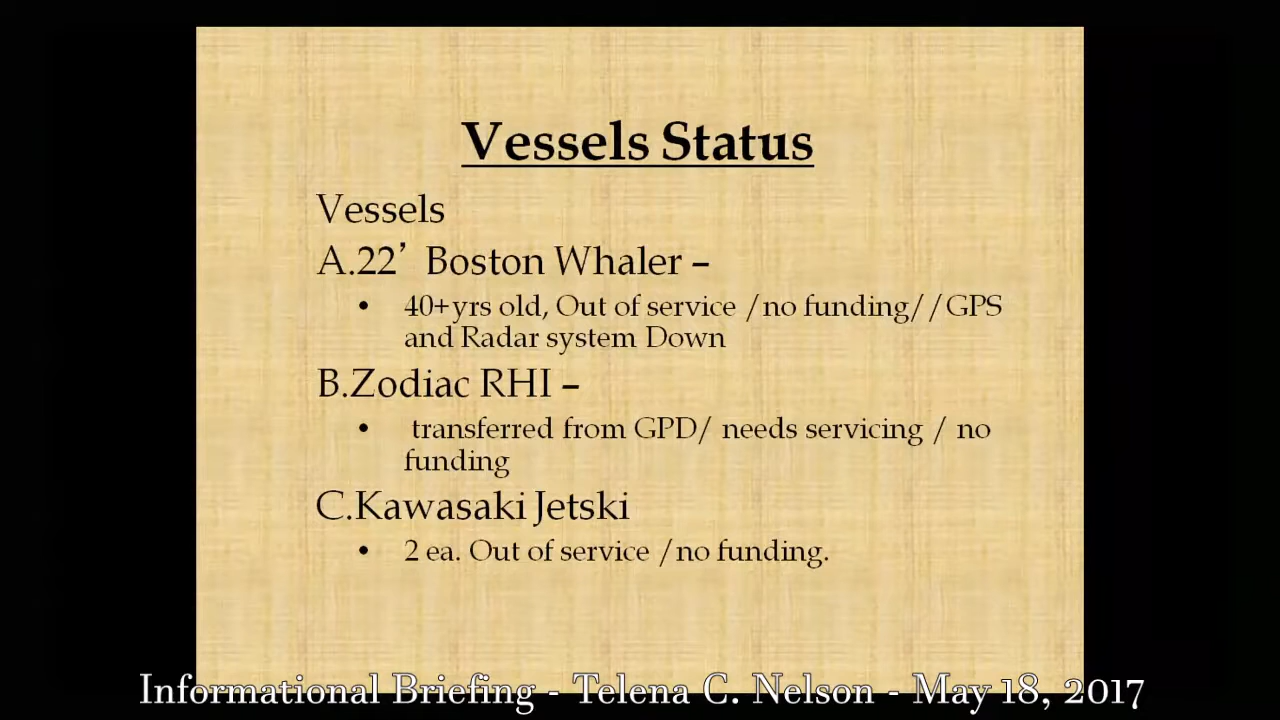 Vessels Status
Vessels
A.22’ Boston Whaler –
• 40+yrs old, Out of service /no funding//GPS
and Radar system Down
B.Zodiac RHI –
• transferred from GPD/ needs servicing / no
funding
C.Kawasaki Jetski
• 2 ea. Out of service /no funding.
Informational Briefing - Telena C. Nelson - May 18, 2017